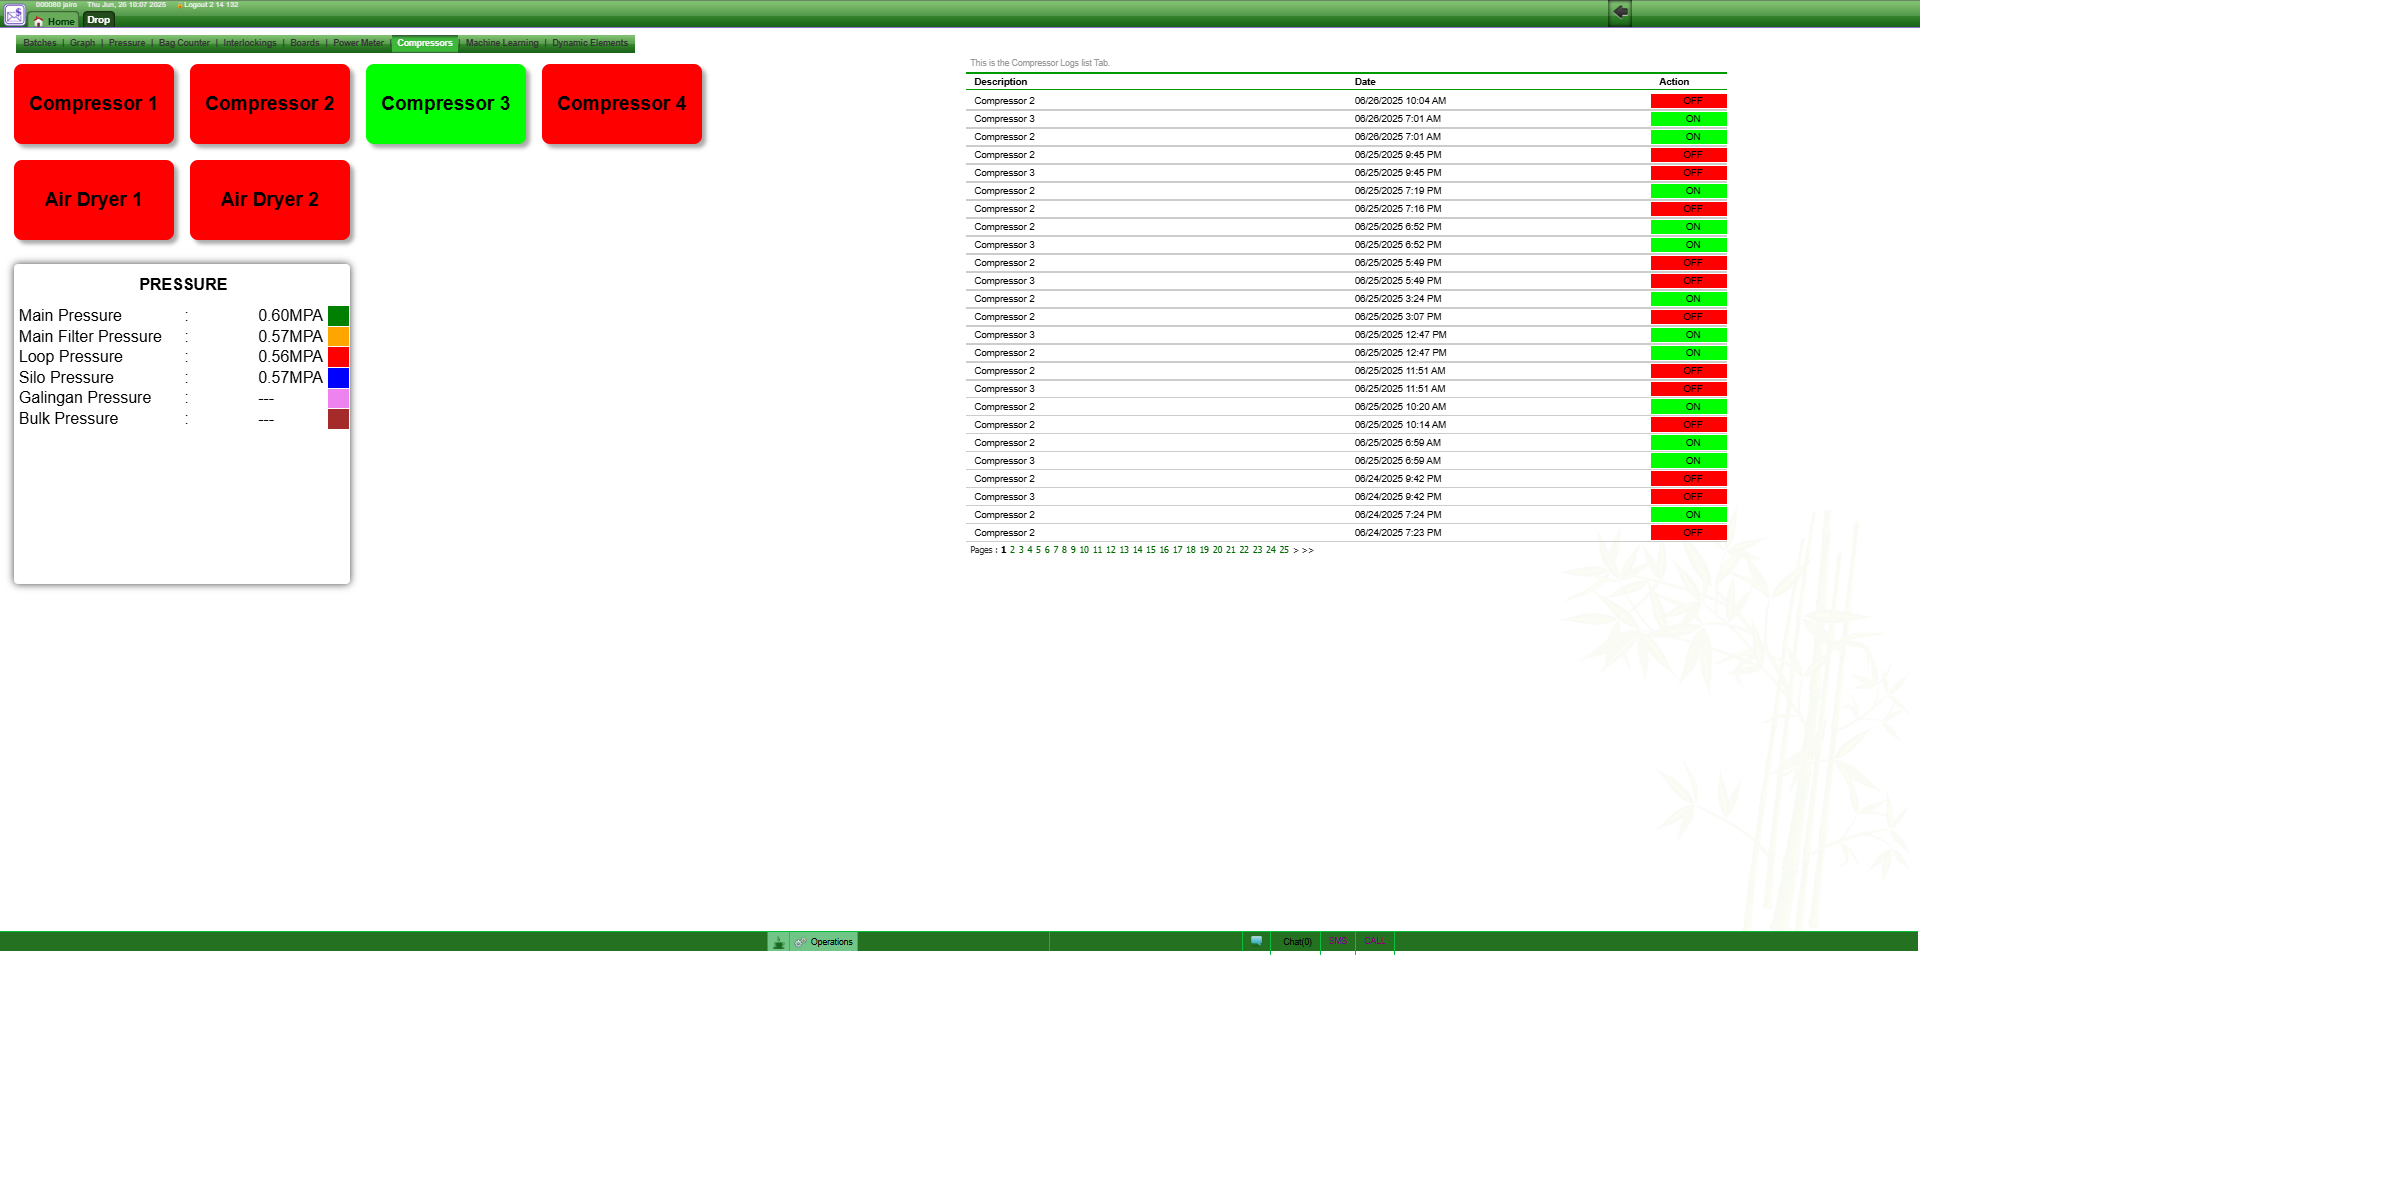 000080 jairo Thu Jun, 26 10:07 2025 Logout 2 14 132
Home Drop
Batches | Graph | Pressure | Bag Counter | Interlockings | Boards | Power Meter | Compressors | Machine Learning | Dynamic Elements
Compressor 1 Compressor 2 Compressor 3 Compressor 4
Air Dryer 1 Air Dryer 2
PRESSURE
Main Pressure : 0.60MPA
Main Filter Pressure : 0.57MPA
Loop Pressure : 0.56MPA
Silo Pressure : 0.57MPA
Galingan Pressure : ---
Bulk Pressure : ---
This is the Compressor Logs list Tab.
Description Date Action
Compressor 2 06/26/2025 10:04 AM OFF
Compressor 3 06/26/2025 7:01 AM ON
Compressor 2 06/26/2025 7:01 AM ON
Compressor 2 06/25/2025 9:45 PM OFF
Compressor 3 06/25/2025 9:45 PM OFF
Compressor 2 06/25/2025 7:19 PM ON
Compressor 2 06/25/2025 7:16 PM OFF
Compressor 2 06/25/2025 6:52 PM ON
Compressor 3 06/25/2025 6:52 PM ON
Compressor 2 06/25/2025 5:49 PM OFF
Compressor 3 06/25/2025 5:49 PM OFF
Compressor 2 06/25/2025 3:24 PM ON
Compressor 2 06/25/2025 3:07 PM OFF
Compressor 3 06/25/2025 12:47 PM ON
Compressor 2 06/25/2025 12:47 PM ON
Compressor 2 06/25/2025 11:51 AM OFF
Compressor 3 06/25/2025 11:51 AM OFF
Compressor 2 06/25/2025 10:20 AM ON
Compressor 2 06/25/2025 10:14 AM OFF
Compressor 2 06/25/2025 6:59 AM ON
Compressor 3 06/25/2025 6:59 AM ON
Compressor 2 06/24/2025 9:42 PM OFF
Compressor 3 06/24/2025 9:42 PM OFF
Compressor 2 06/24/2025 7:24 PM ON
Compressor 2 06/24/2025 7:23 PM OFF
Pages : 1 2 3 4 5 6 7 8 9 10 11 12 13 14 15 16 17 18 19 20 21 22 23 24 25 > >>
Operations Chat(0) SMS CALL